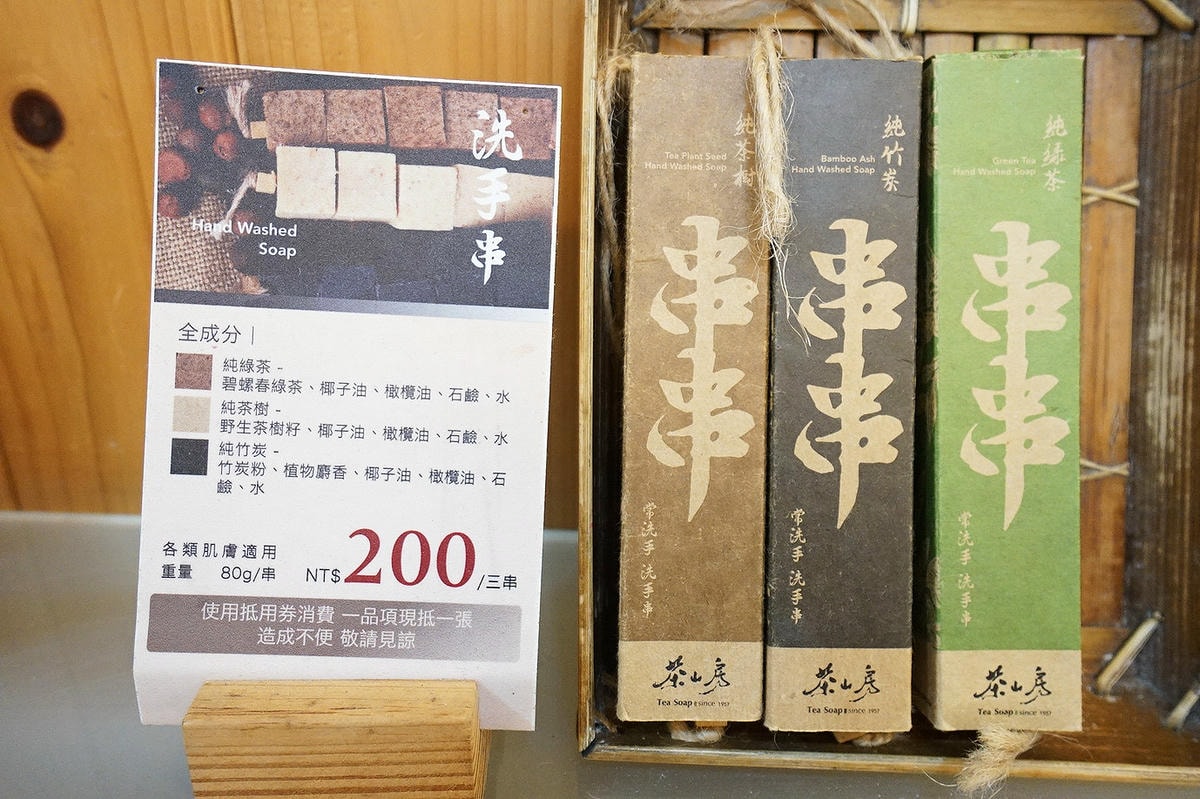 洗手串
Hand Washed
Soap
全成分｜
純綠茶 -
碧螺春綠茶、椰子油、橄欖油、石鹼、水
純茶樹 -
野生茶樹籽、椰子油、橄欖油、石鹼、水
純竹炭 -
竹炭粉、植物麝香、椰子油、橄欖油、石
鹼、水
各類肌膚適用
重量 80g/串
NT$200/三串
使用抵用券消費 一品項現抵一張
造成不便 敬請見諒
純茶樹
Tea Plant Seed
Hand Washed Soap
串串
常洗手 洗手串
茶山房
Tea Soap since 1957
純竹炭
Bamboo Ash
Hand Washed Soap
串串
常洗手 洗手串
茶山房
Tea Soap since 1957
純綠茶
Green Tea
Hand Washed Soap
串串
常洗手 洗手串
茶山房
Tea Soap since 1957